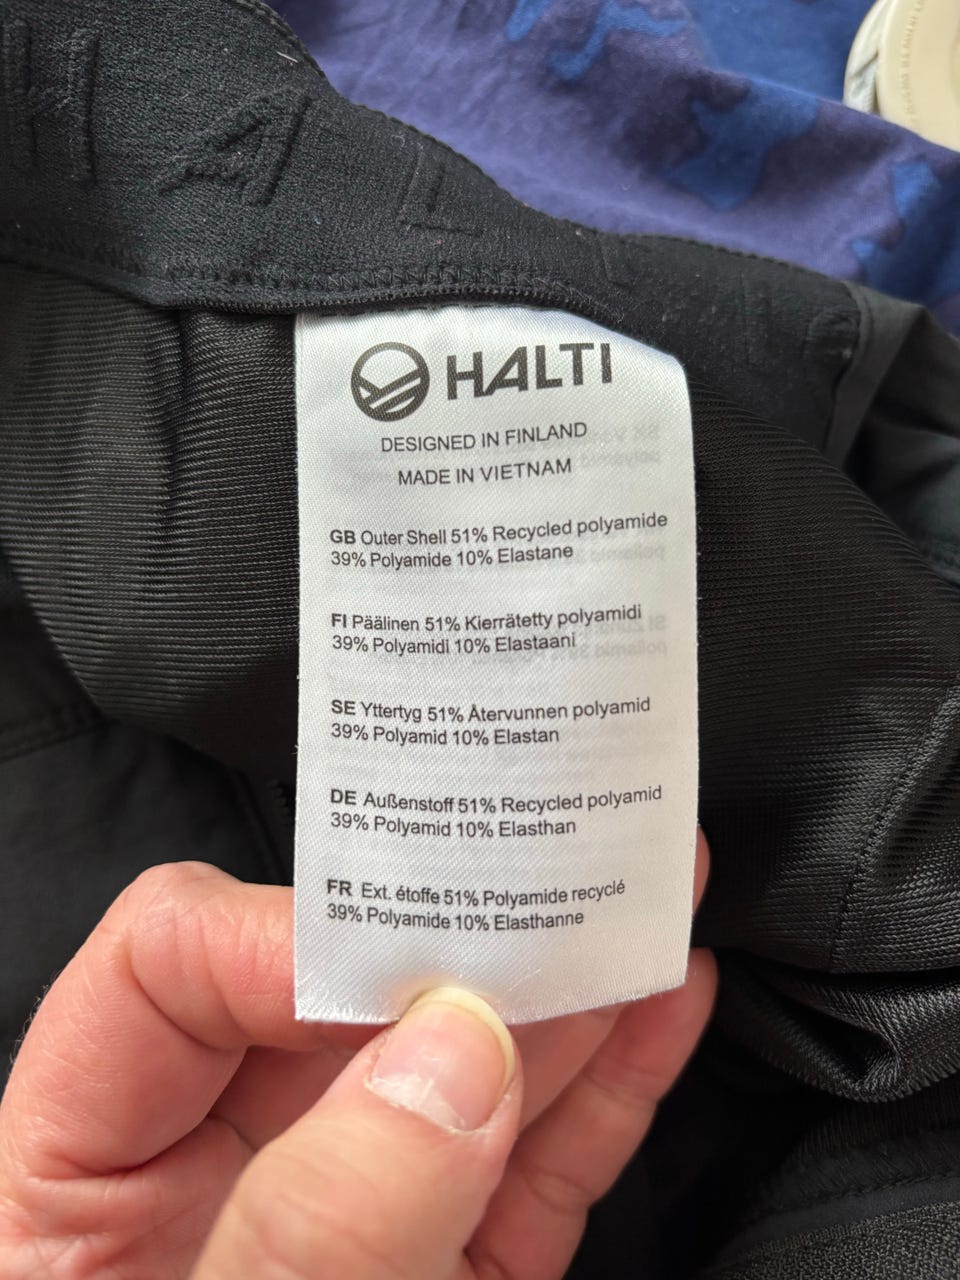 HALTI
HALTI
DESIGNED IN FINLAND
MADE IN VIETNAM
GB Outer Shell 51% Recycled polyamide
39% Polyamide 10% Elastane
FI Päälinen 51% Kierrätetty polyamidi
39% Polyamidi 10% Elastaani
SE Yttertyg 51% Återvunnen polyamid
39% Polyamid 10% Elastan
DE Außenstoff 51% Recycled polyamid
39% Polyamid 10% Elasthan
FR Ext. étoffe 51% Polyamide recyclé
39% Polyamide 10% Elasthanne